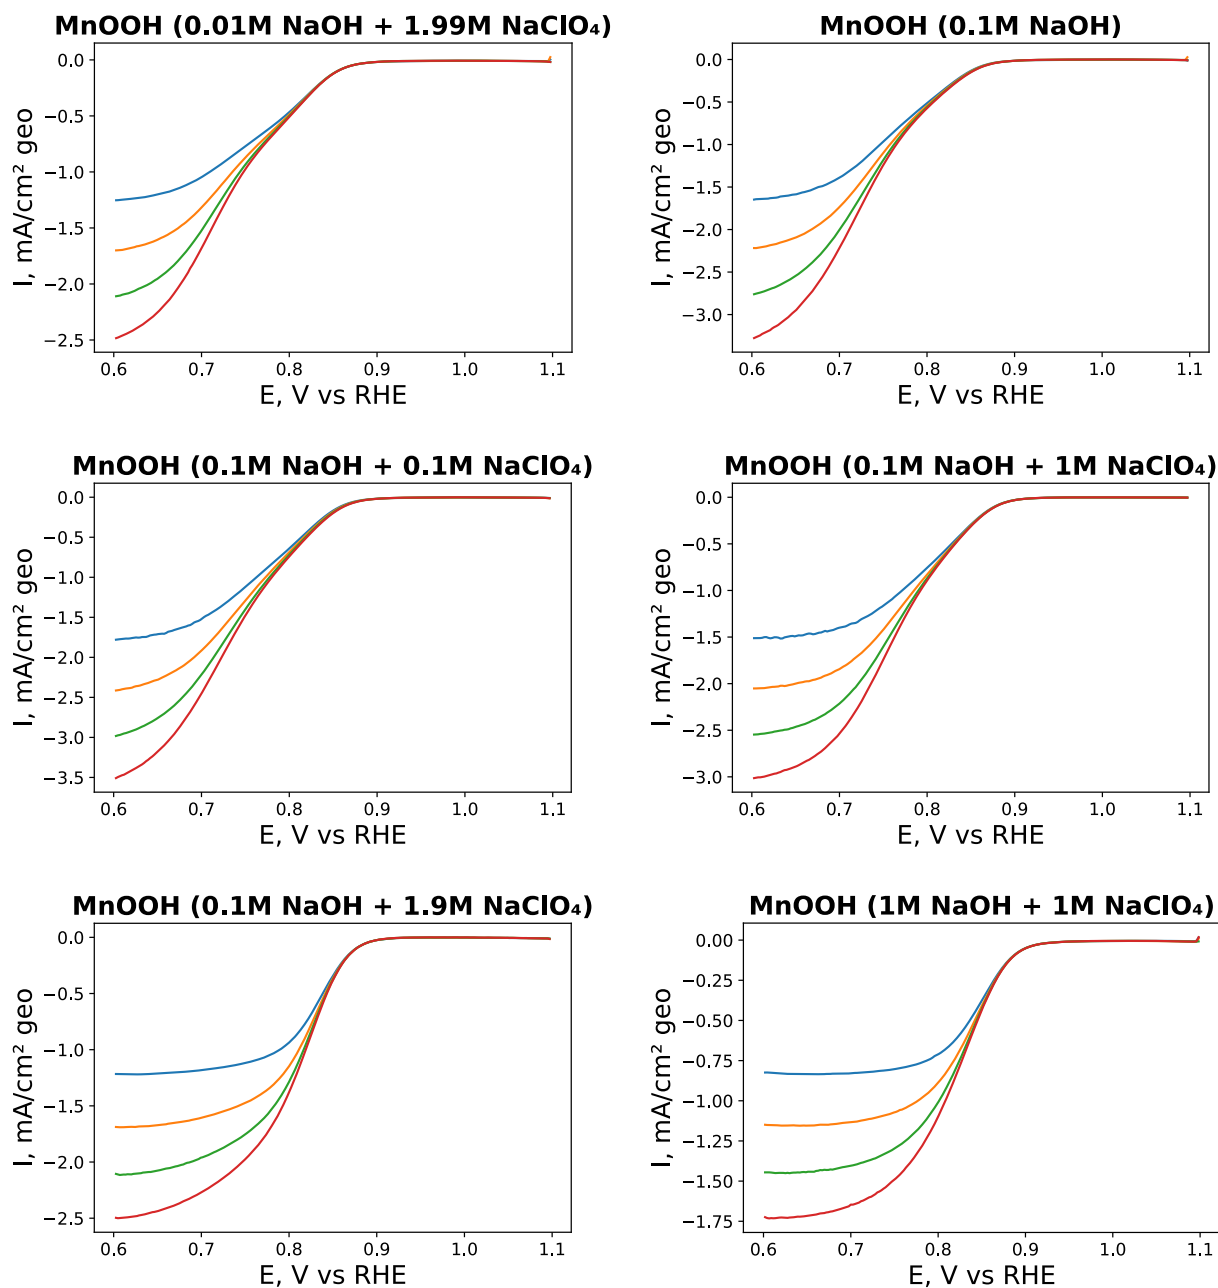 MnOOH (0.01M NaOH + 1.99M NaClO₄)
0.0
−0.5
−1.0
−1.5
−2.0
−2.5
I, mA/cm² geo
0.6 0.7 0.8 0.9 1.0 1.1
E, V vs RHE
MnOOH (0.1M NaOH)
0.0
−0.5
−1.0
−1.5
−2.0
−2.5
−3.0
I, mA/cm² geo
0.6 0.7 0.8 0.9 1.0 1.1
E, V vs RHE
MnOOH (0.1M NaOH + 0.1M NaClO₄)
0.0
−0.5
−1.0
−1.5
−2.0
−2.5
−3.0
−3.5
I, mA/cm² geo
0.6 0.7 0.8 0.9 1.0 1.1
E, V vs RHE
MnOOH (0.1M NaOH + 1M NaClO₄)
0.0
−0.5
−1.0
−1.5
−2.0
−2.5
−3.0
I, mA/cm² geo
0.6 0.7 0.8 0.9 1.0 1.1
E, V vs RHE
MnOOH (0.1M NaOH + 1.9M NaClO₄)
0.0
−0.5
−1.0
−1.5
−2.0
−2.5
I, mA/cm² geo
0.6 0.7 0.8 0.9 1.0 1.1
E, V vs RHE
MnOOH (1M NaOH + 1M NaClO₄)
0.00
−0.25
−0.50
−0.75
−1.00
−1.25
−1.50
−1.75
I, mA/cm² geo
0.6 0.7 0.8 0.9 1.0 1.1
E, V vs RHE